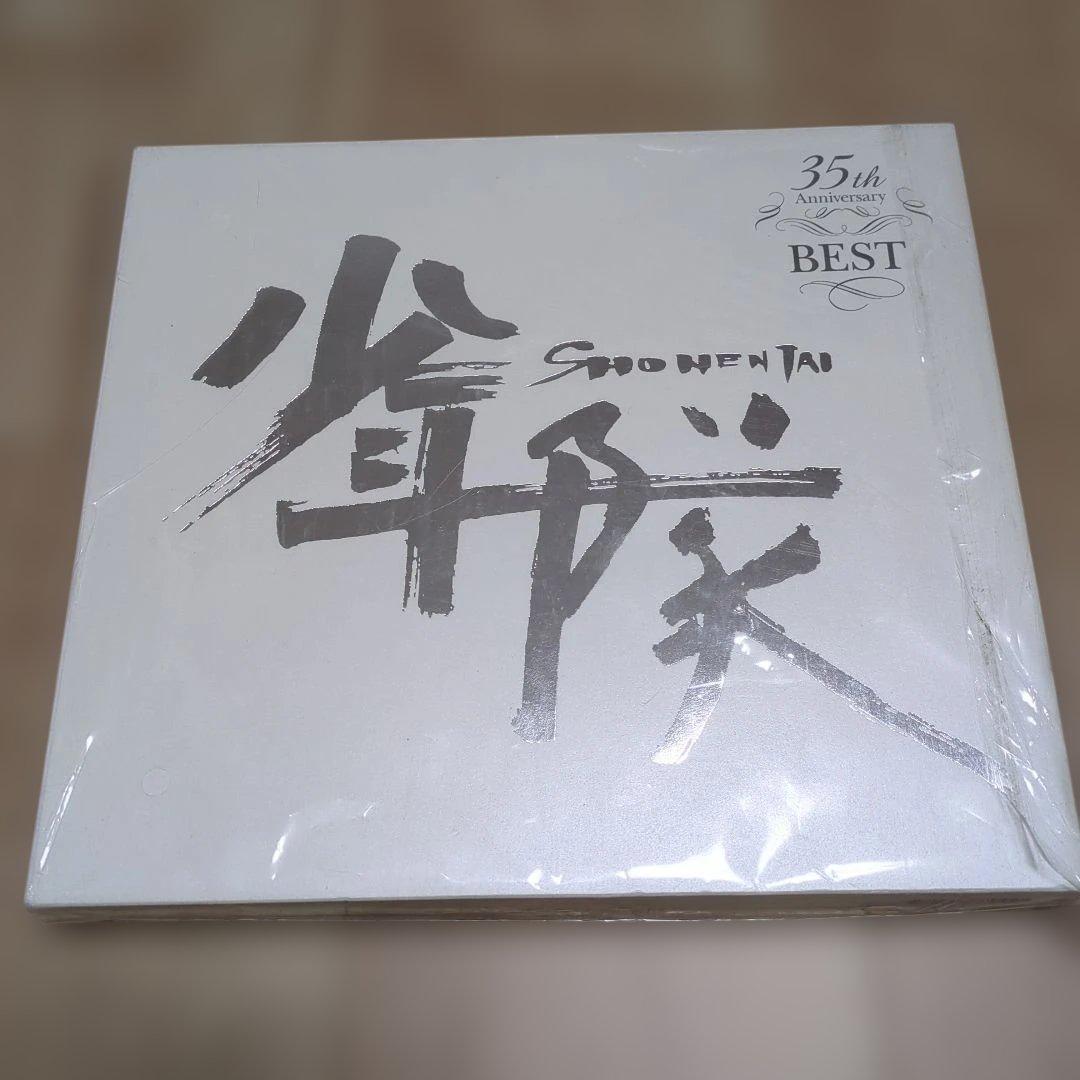 35th
Anniversary
BEST
少年隊
SHONENTAI